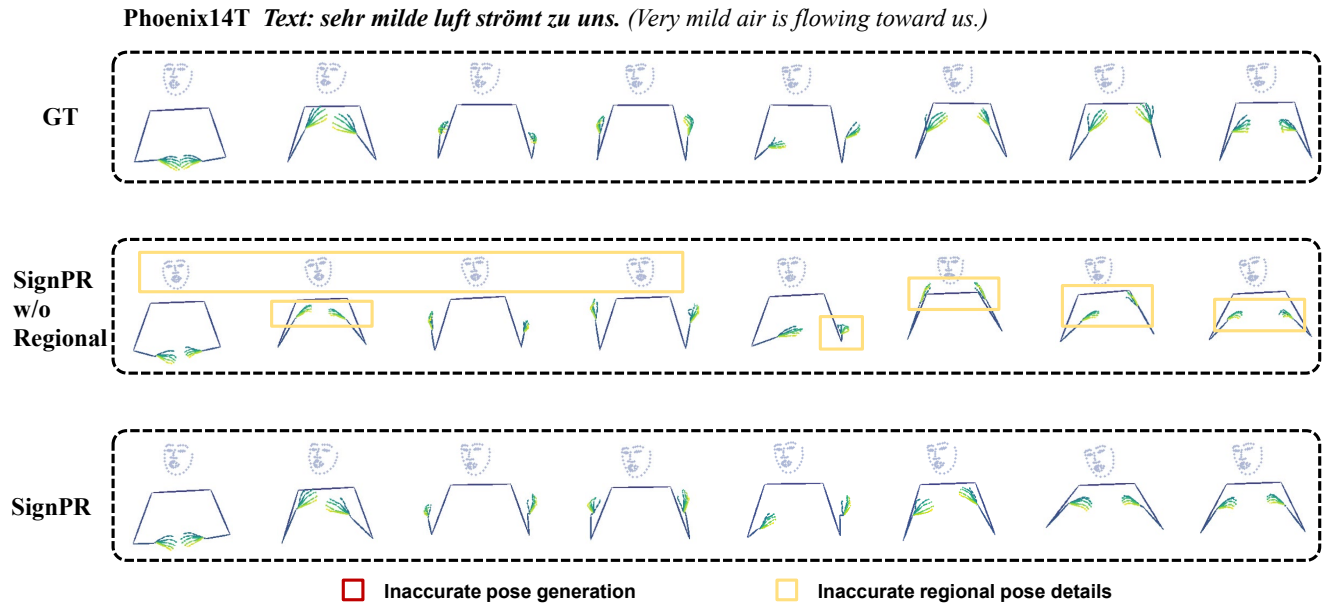 Phoenix14T Text: sehr milde luft strömt zu uns. (Very mild air is flowing toward us.)
GT
SignPR
w/o
Regional
SignPR
Inaccurate pose generation
Inaccurate regional pose details